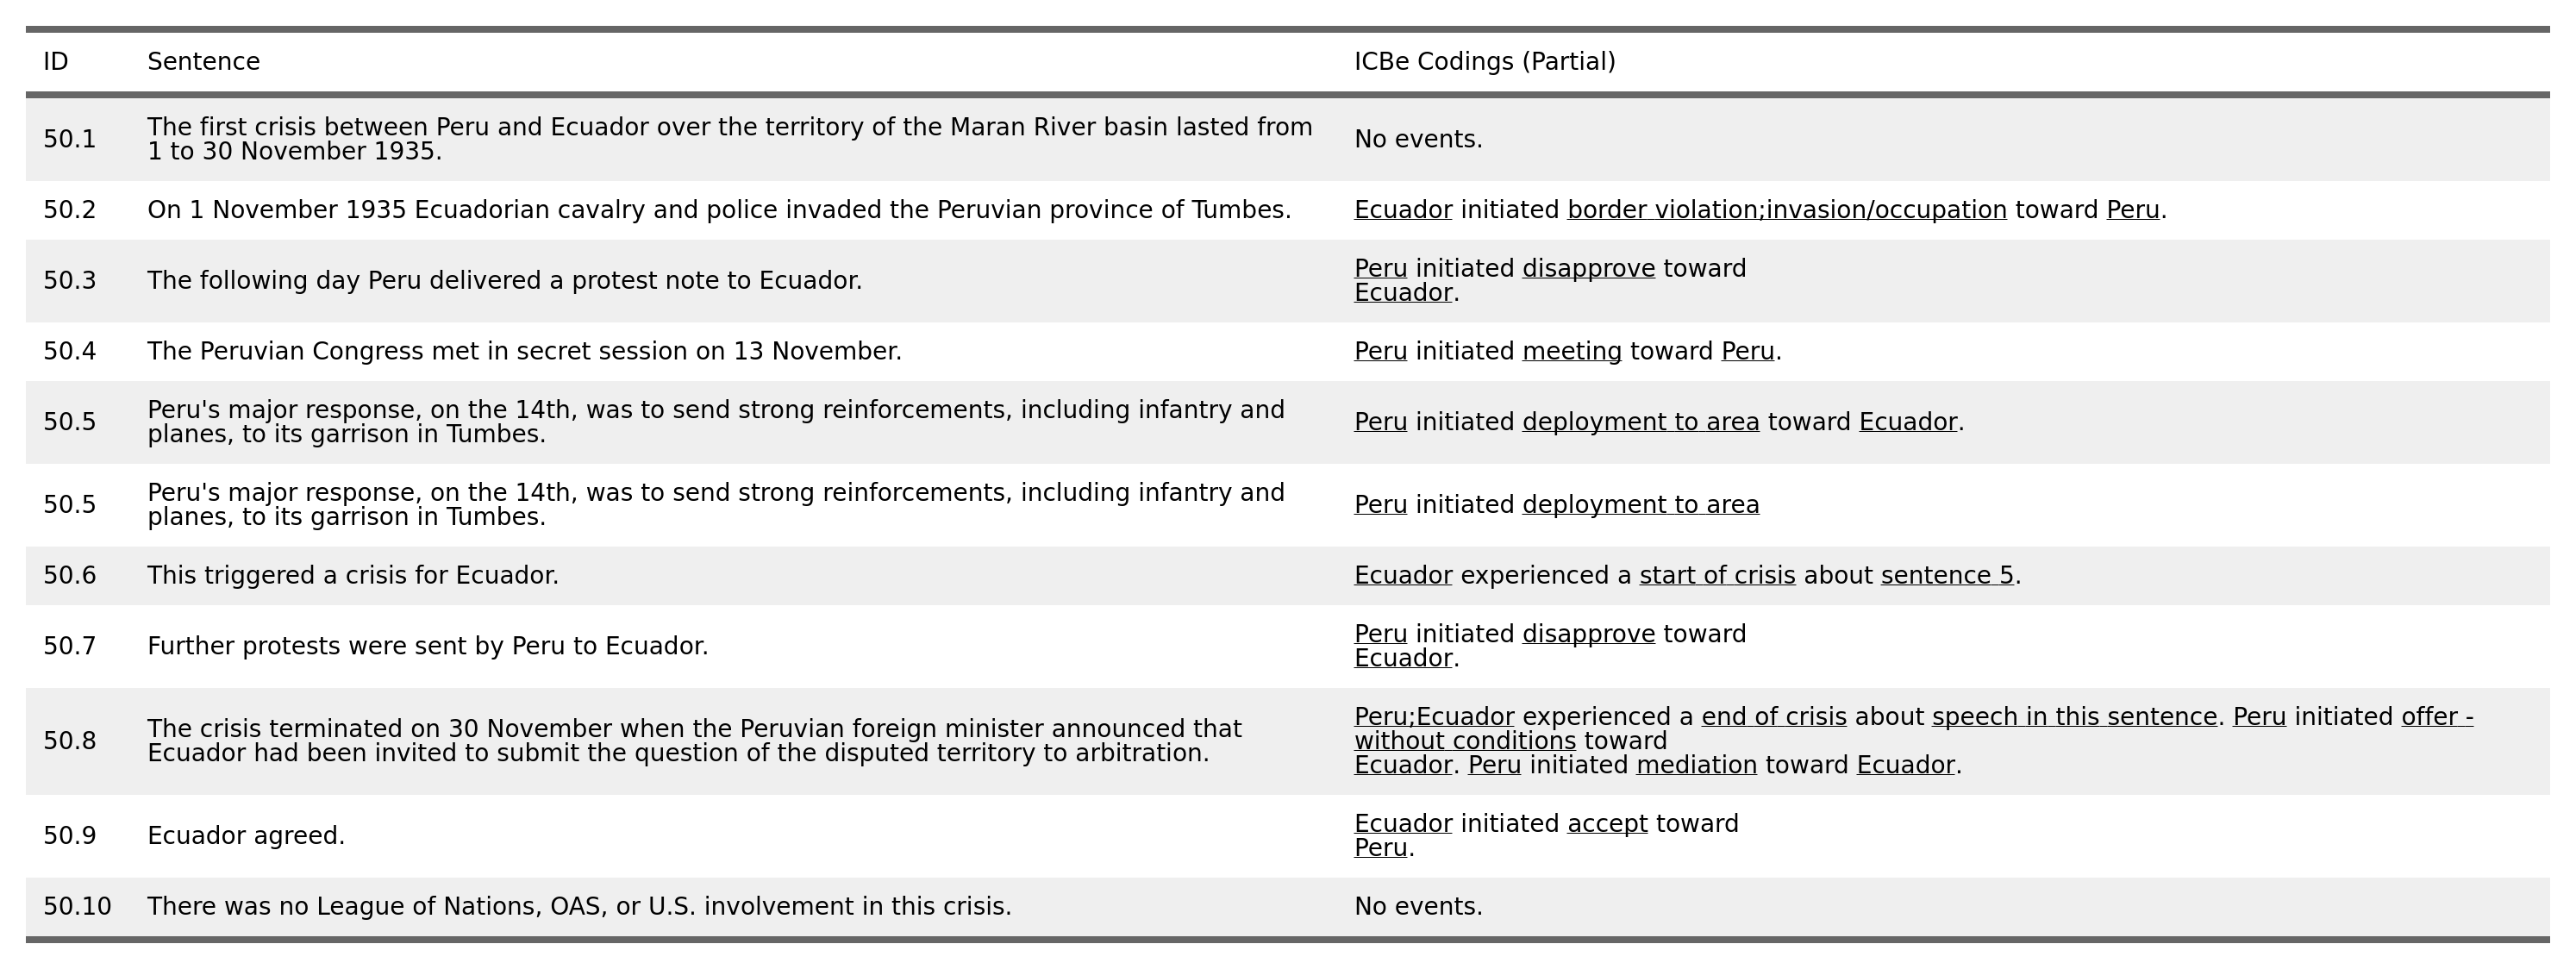 ID Sentence ICBe Codings (Partial)
50.1 The first crisis between Peru and Ecuador over the territory of the Maran River basin lasted from
1 to 30 November 1935. No events.
50.2 On 1 November 1935 Ecuadorian cavalry and police invaded the Peruvian province of Tumbes. Ecuador initiated border violation;invasion/occupation toward Peru.
50.3 The following day Peru delivered a protest note to Ecuador. Peru initiated disapprove toward
Ecuador.
50.4 The Peruvian Congress met in secret session on 13 November. Peru initiated meeting toward Peru.
50.5 Peru's major response, on the 14th, was to send strong reinforcements, including infantry and
planes, to its garrison in Tumbes. Peru initiated deployment to area toward Ecuador.
50.5 Peru's major response, on the 14th, was to send strong reinforcements, including infantry and
planes, to its garrison in Tumbes. Peru initiated deployment to area
50.6 This triggered a crisis for Ecuador. Ecuador experienced a start of crisis about sentence 5.
50.7 Further protests were sent by Peru to Ecuador. Peru initiated disapprove toward
Ecuador.
50.8 The crisis terminated on 30 November when the Peruvian foreign minister announced that
Ecuador had been invited to submit the question of the disputed territory to arbitration. Peru;Ecuador experienced a end of crisis about speech in this sentence. Peru initiated offer -
without conditions toward
Ecuador. Peru initiated mediation toward Ecuador.
50.9 Ecuador agreed. Ecuador initiated accept toward
Peru.
50.10 There was no League of Nations, OAS, or U.S. involvement in this crisis. No events.